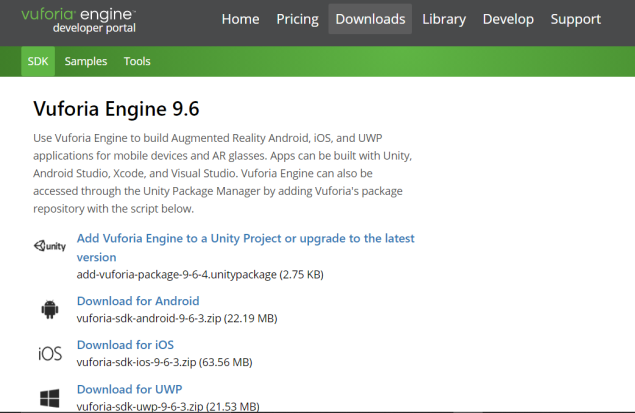 vuforia engine™
developer portal
Home Pricing Downloads Library Develop Support
SDK Samples Tools
Vuforia Engine 9.6
Use Vuforia Engine to build Augmented Reality Android, iOS, and UWP
applications for mobile devices and AR glasses. Apps can be built with Unity,
Android Studio, Xcode, and Visual Studio. Vuforia Engine can also be
accessed through the Unity Package Manager by adding Vuforia's package
repository with the script below.
unity
Add Vuforia Engine to a Unity Project or upgrade to the latest
version
add-vuforia-package-9-6-4.unitypackage (2.75 KB)
Download for Android
vuforia-sdk-android-9-6-3.zip (22.19 MB)
iOS
Download for iOS
vuforia-sdk-ios-9-6-3.zip (63.56 MB)
Download for UWP
vuforia-sdk-uwp-9-6-3.zip (21.53 MB)